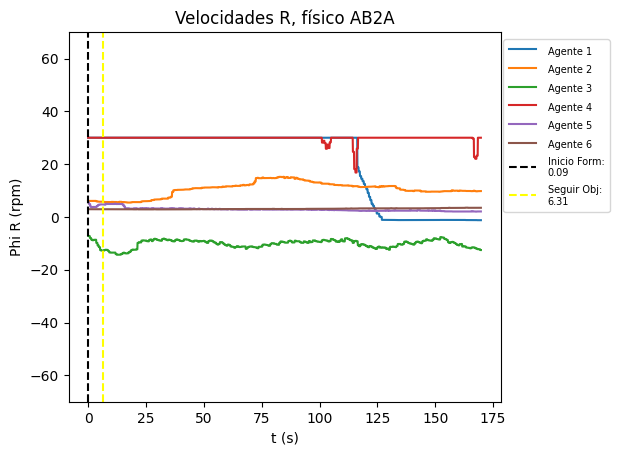 Velocidades R, físico AB2A
Phi R (rpm)
60
40
20
0
−20
−40
−60
0
25
50
75
100
125
150
175
t (s)
Agente 1
Agente 2
Agente 3
Agente 4
Agente 5
Agente 6
Inicio Form:
0.09
Seguir Obj:
6.31